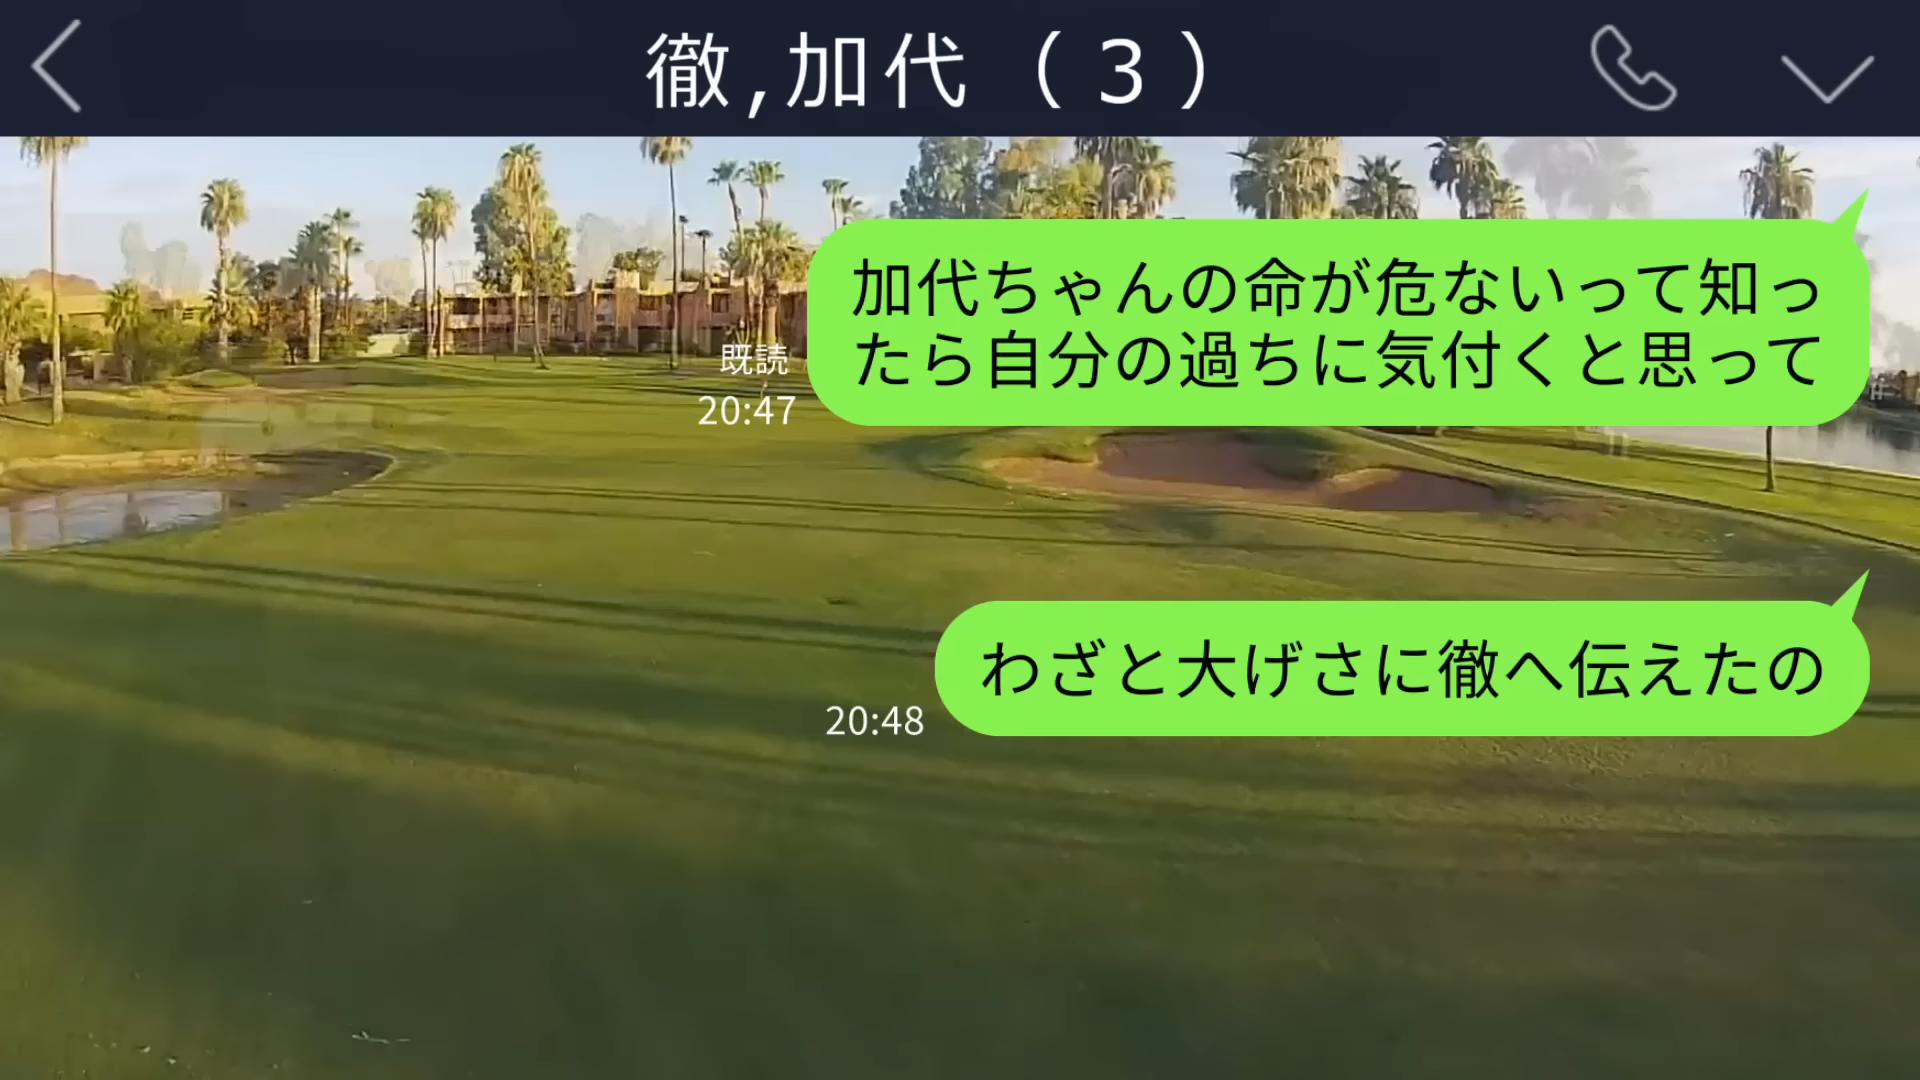 徹,加代（3）
加代ちゃんの命が危ないって知っ
たら自分の過ちに気付くと思って
既読
20:47
わざと大げさに徹へ伝えたの
20:48